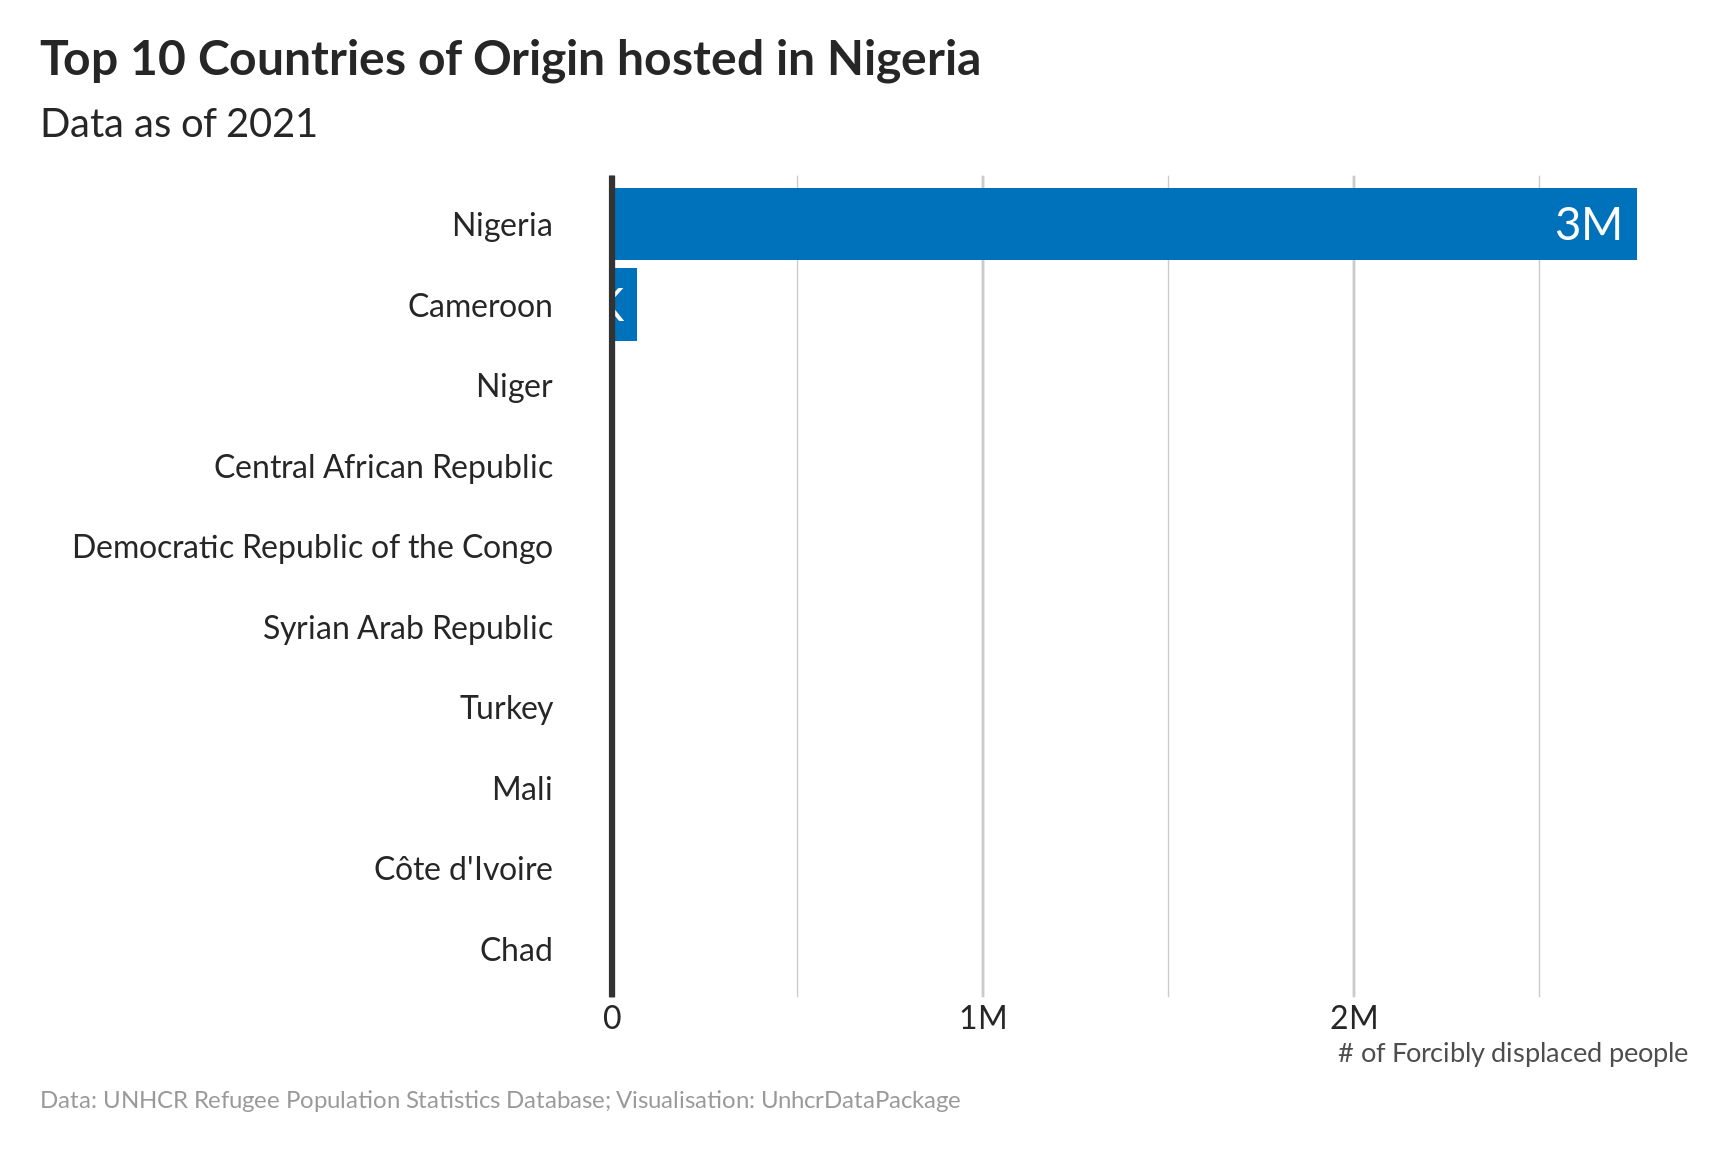 Top 10 Countries of Origin hosted in Nigeria
Data as of 2021
Nigeria
3M
Cameroon
K
Niger
Central African Republic
Democratic Republic of the Congo
Syrian Arab Republic
Turkey
Mali
Côte d'Ivoire
Chad
0 1M 2M
# of Forcibly displaced people
Data: UNHCR Refugee Population Statistics Database; Visualisation: UnhcrDataPackage